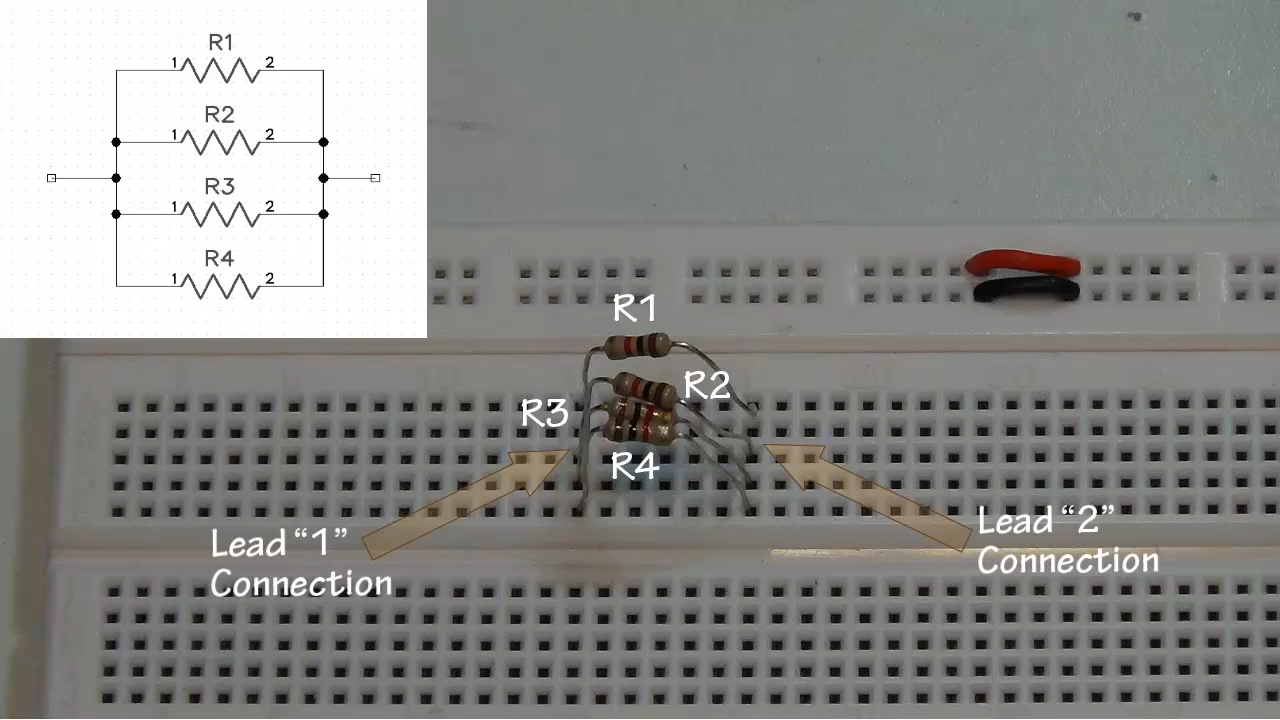 R1
1 2
R2
1 2
R3
1 2
R4
1 2
R1
R2
R3
R4
Lead “1”
Connection
Lead “2”
Connection